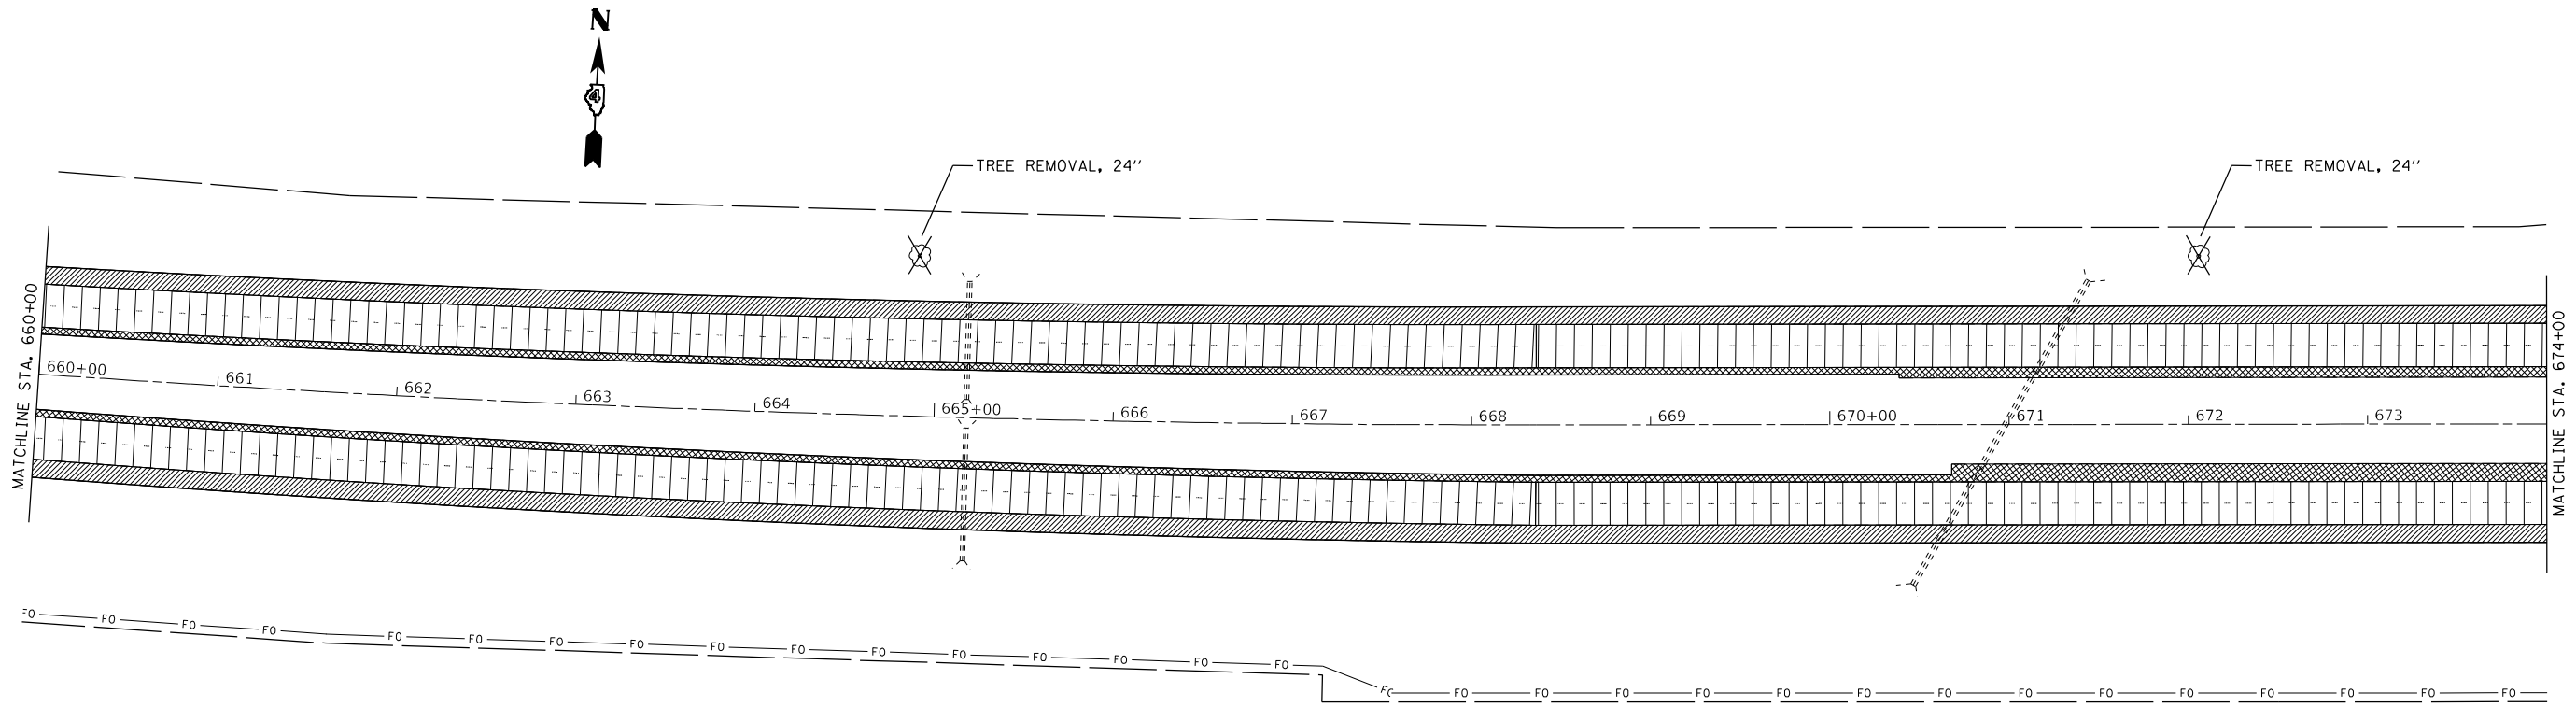 N
4
TREE REMOVAL, 24"
TREE REMOVAL, 24"
MATCHLINE STA. 660+00
660+00
661
662
663
664
665+00
666
667
668
669
670+00
671
672
673
MATCHLINE STA. 674+00
FO FO FO FO FO FO FO FO FO FO FO FO FO FO FO FO FO FO FO FO FO FO FO FO FO FO FO FO FO FO FO